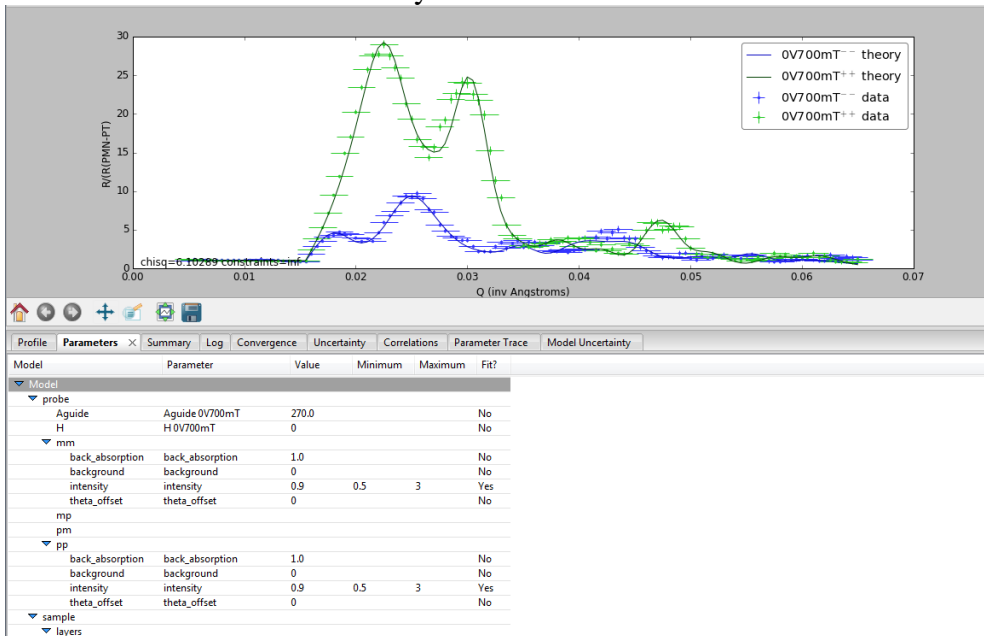 30
25
20
15
10
5
0
R/(R(PMN-PT)
0V700mT−− theory
0V700mT++ theory
0V700mT−− data
0V700mT++ data
chisq=6.10289 constraints=inf
0.00 0.01 0.02 0.03 0.04 0.05 0.06 0.07
Q (inv Angstroms)
Profile Parameters × Summary Log Convergence Uncertainty Correlations Parameter Trace Model Uncertainty
Model Parameter Value Minimum Maximum Fit?
Model
probe
Aguide Aguide 0V700mT 270.0 No
H H 0V700mT 0 No
mm
back_absorption back_absorption 1.0 No
background background 0 No
intensity intensity 0.9 0.5 3 Yes
theta_offset theta_offset 0 No
mp
pm
pp
back_absorption back_absorption 1.0 No
background background 0 No
intensity intensity 0.9 0.5 3 Yes
theta_offset theta_offset 0 No
sample
layers